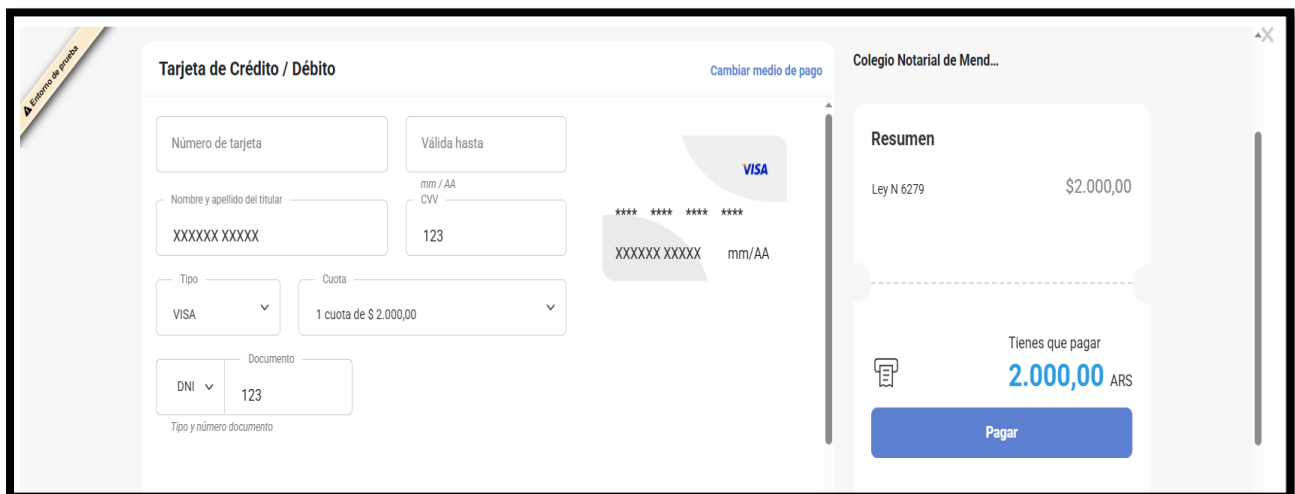 ⚠ Entorno de prueba
Tarjeta de Crédito / Débito
Cambiar medio de pago
Número de tarjeta
Válida hasta
mm / AA
Nombre y apellido del titular
XXXXXX XXXXX
CVV
123
VISA
**** **** **** ****
XXXXXX XXXXX mm/AA
Tipo
VISA
Cuota
1 cuota de $ 2.000,00
DNI
Documento
123
Tipo y número documento
Colegio Notarial de Mend...
Resumen
Ley N 6279 $2.000,00
Tienes que pagar
2.000,00 ARS
Pagar